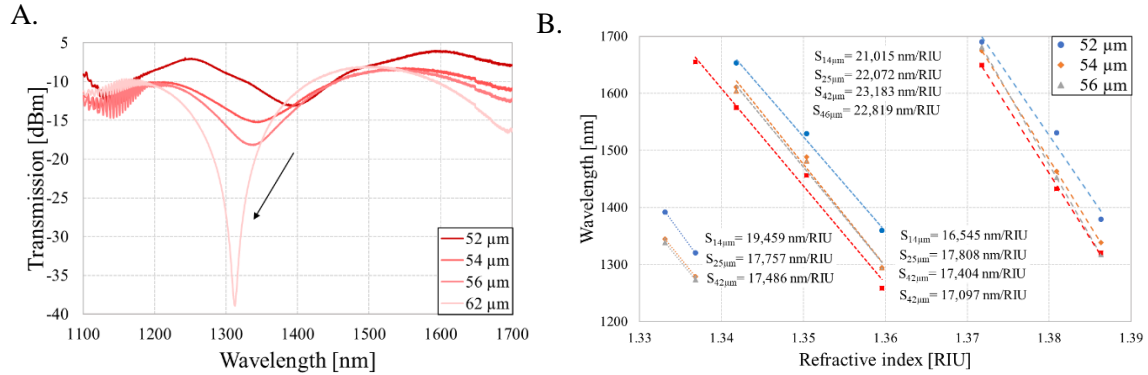 A.
5
0
-5
-10
-15
-20
-25
-30
-35
-40
Transmission [dBm]
52 µm
54 µm
56 µm
62 µm
1100 1200 1300 1400 1500 1600 1700
Wavelength [nm]
B.
1700
1600
1500
1400
1300
1200
Wavelength [nm]
S14µm= 21,015 nm/RIU
S25µm= 22,072 nm/RIU
S42µm= 23,183 nm/RIU
S46µm= 22,819 nm/RIU
52 µm
54 µm
56 µm
S14µm= 19,459 nm/RIU
S25µm= 17,757 nm/RIU
S42µm= 17,486 nm/RIU
S14µm= 16,545 nm/RIU
S25µm= 17,808 nm/RIU
S42µm= 17,404 nm/RIU
S42µm= 17,097 nm/RIU
1.33 1.34 1.35 1.36 1.37 1.38 1.39
Refractive index [RIU]